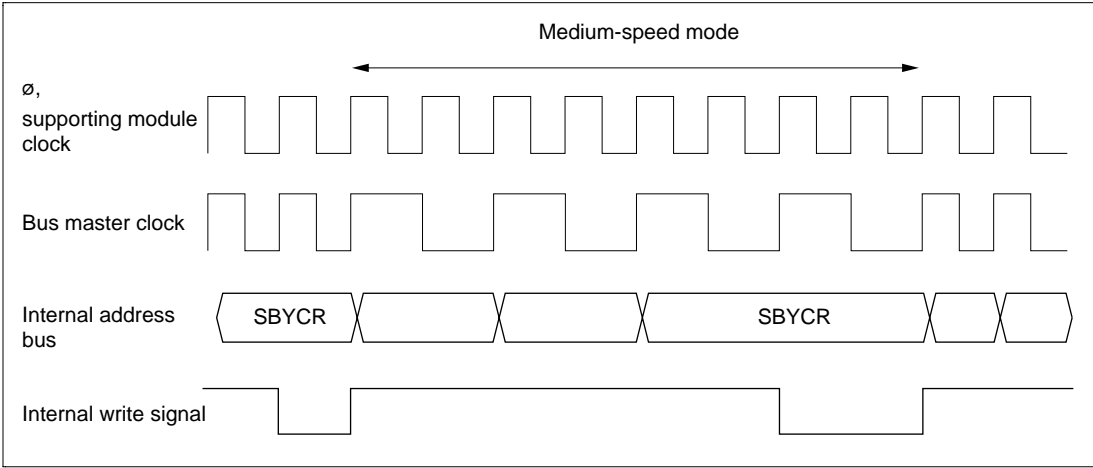 Medium-speed mode
ø,
supporting module
clock
Bus master clock
Internal address
bus
SBYCR
SBYCR
Internal write signal